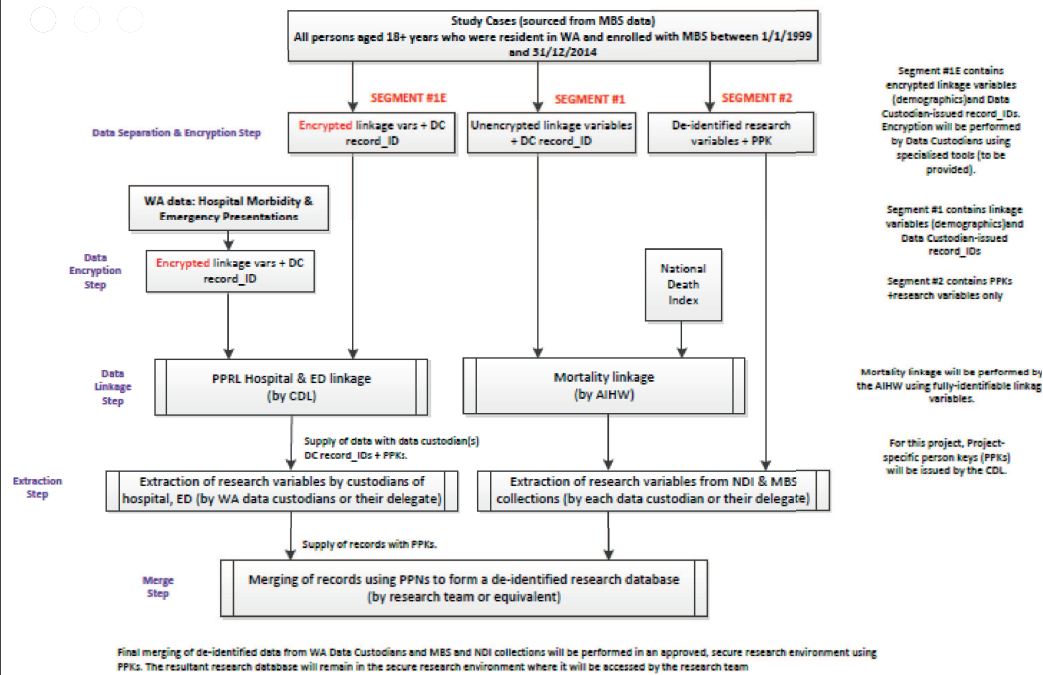 Study Cases (sourced from MBS data)
All persons aged 18+ years who were resident in WA and enrolled with MBS between 1/1/1999
and 31/12/2014
SEGMENT #1E
SEGMENT #1
SEGMENT #2
Data Separation & Encryption Step
Encrypted linkage vars + DC
record_ID
Unencrypted linkage variables
+ DC record_ID
De-identified research
variables + PPK
Segment #1E contains
encrypted linkage variables
(demographics)and Data
Custodian-issued record_IDs.
Encryption will be performed
by Data Custodians using
specialised tools (to be
provided).
WA data: Hospital Morbidity &
Emergency Presentations
Segment #1 contains linkage
variables (demographics)and
Data Custodian-issued
record_IDs
Data
Encryption
Step
Encrypted linkage vars + DC
record_ID
National
Death
Index
Segment #2 contains PPKs
+research variables only
Data
Linkage
Step
PPRL Hospital & ED linkage
(by CDL)
Mortality linkage
(by AIHW)
Mortality linkage will be performed by
the AIHW using fully-identifiable linkag
variables.
Supply of data with data custodian(s)
DC record_IDs + PPKs.
For this project, Project-
specific person keys (PPKs)
will be issued by the CDL.
Extraction
Step
Extraction of research variables by custodians of
hospital, ED (by WA data custodians or their delegate)
Extraction of research variables from NDI & MBS
collections (by each data custodian or their delegate)
Supply of records with PPKs.
Merge
Step
Merging of records using PPNs to form a de-identified research database
(by research team or equivalent)
Final merging of de-identified data from WA Data Custodians and MBS and NDI collections will be performed in an approved, secure research environment using
PPKs. The resultant research database will remain in the secure research environment where it will be accessed by the research team